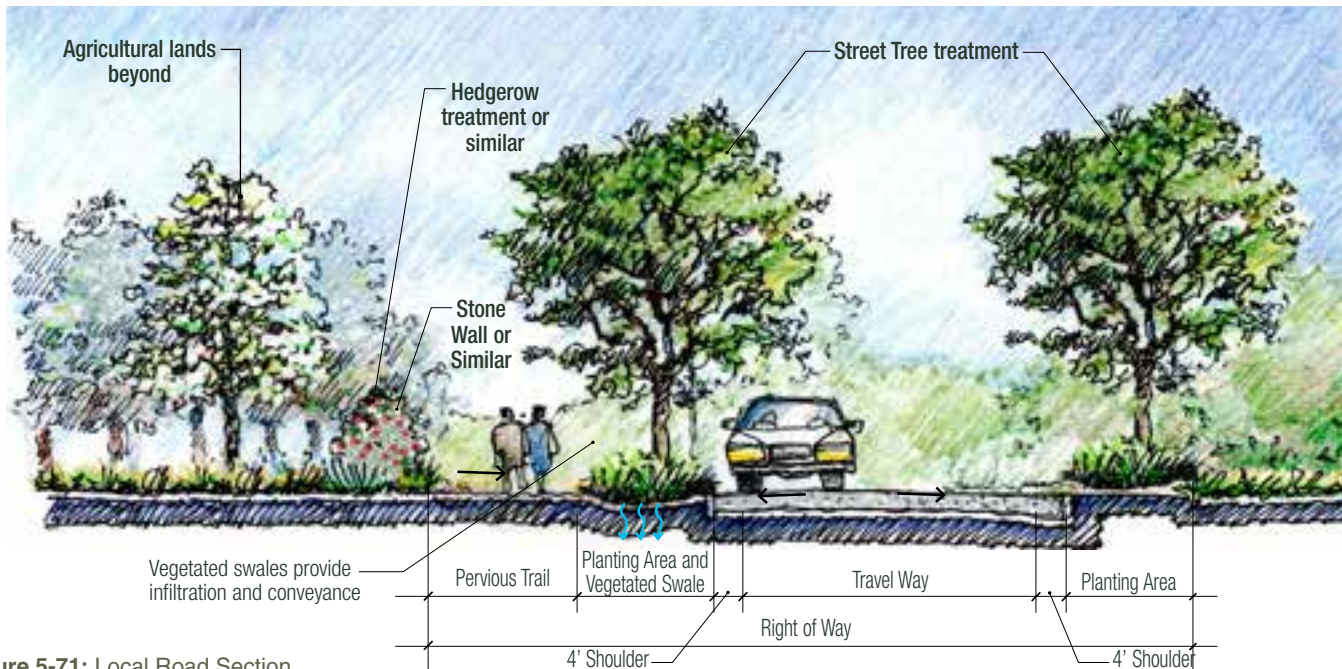 Agricultural lands
beyond
Hedgerow
treatment or
similar
Street Tree treatment
Stone
Wall or
Similar
Vegetated swales provide
infiltration and conveyance
Pervious Trail
Planting Area and
Vegetated Swale
Travel Way
Planting Area
Right of Way
4' Shoulder
4' Shoulder
ure 5-71: Local Road Section